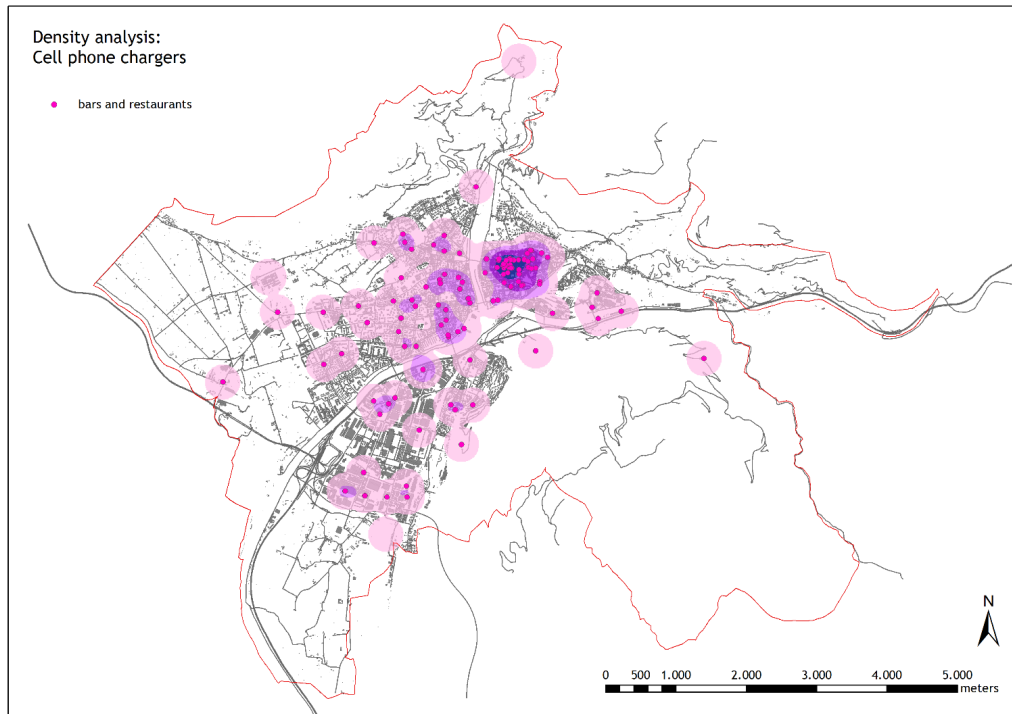 Density analysis:
Cell phone chargers
bars and restaurants
N
0 500 1.000 2.000 3.000 4.000 5.000
meters